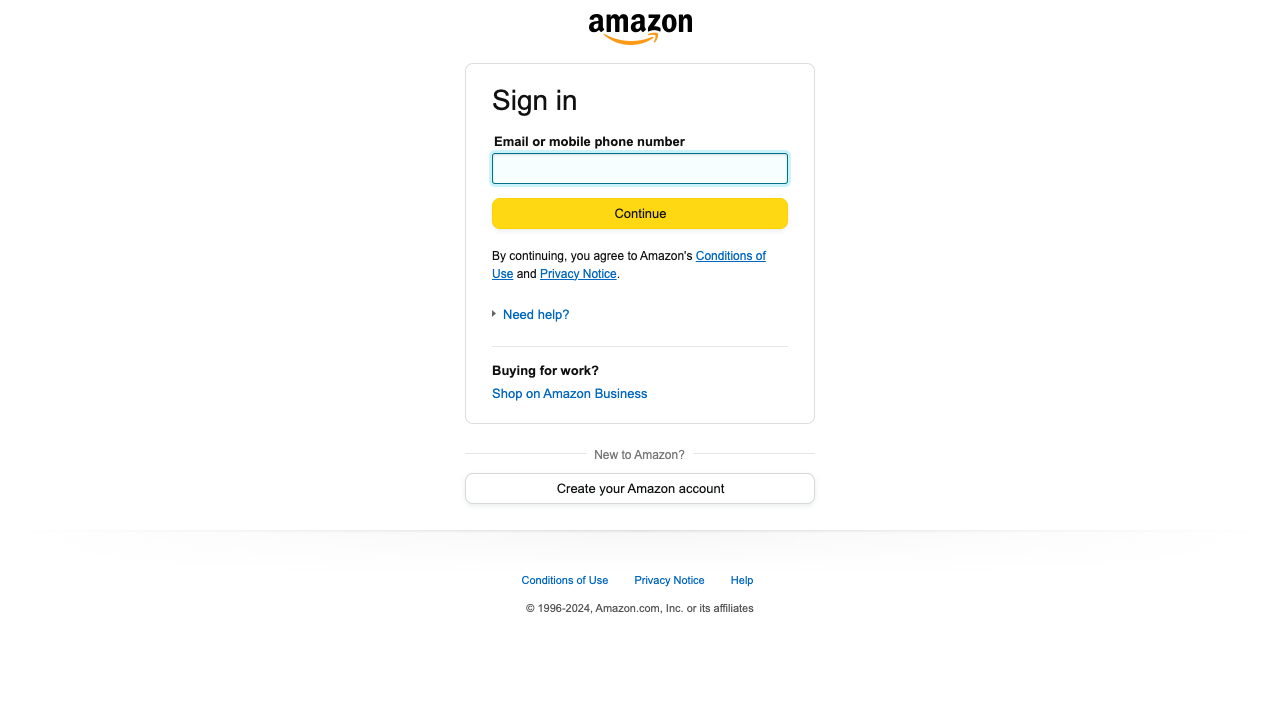 amazon
Sign in
Email or mobile phone number
Continue
By continuing, you agree to Amazon's Conditions of
Use and Privacy Notice.
Need help?
Buying for work?
Shop on Amazon Business
New to Amazon?
Create your Amazon account
Conditions of Use Privacy Notice Help
© 1996-2024, Amazon.com, Inc. or its affiliates